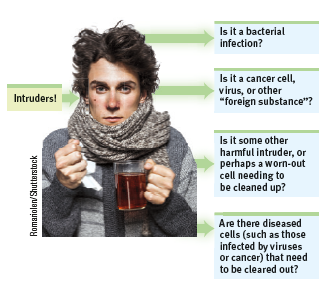 Intruders!
Is it a bacterial
infection?
Is it a cancer cell,
virus, or other
“foreign substance”?
Is it some other
harmful intruder, or
perhaps a worn-out
cell needing to
be cleaned up?
Are there diseased
cells (such as those
infected by viruses
or cancer) that need
to be cleared out?
Romariolen/Shutterstock